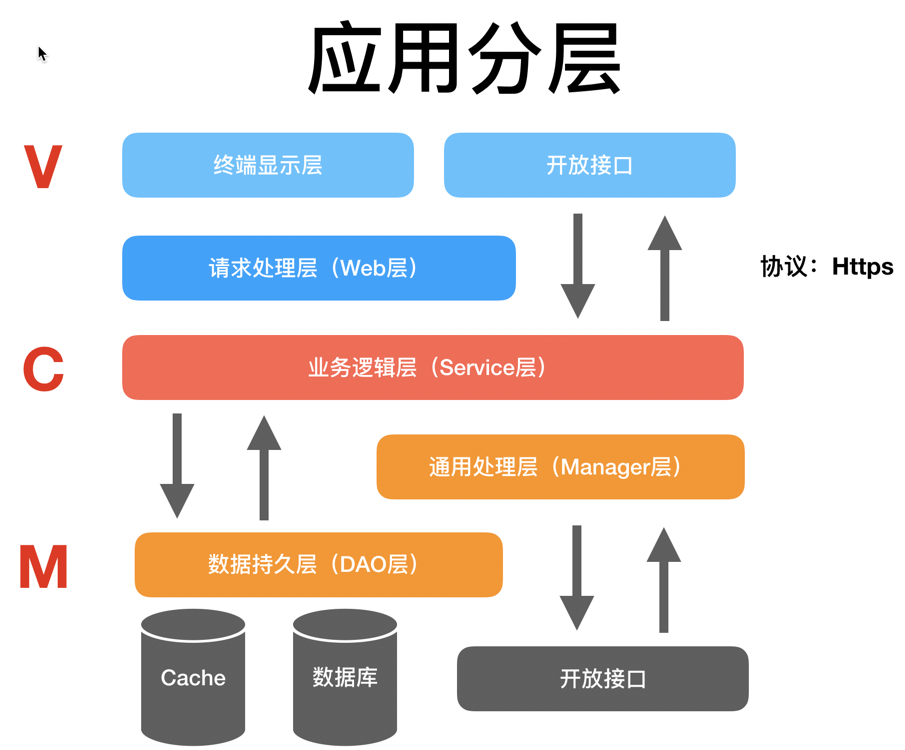 应用分层
V
终端显示层
开放接口
请求处理层（Web层）
协议：Https
C
业务逻辑层（Service层）
通用处理层（Manager层）
M
数据持久层（DAO层）
Cache
数据库
开放接口